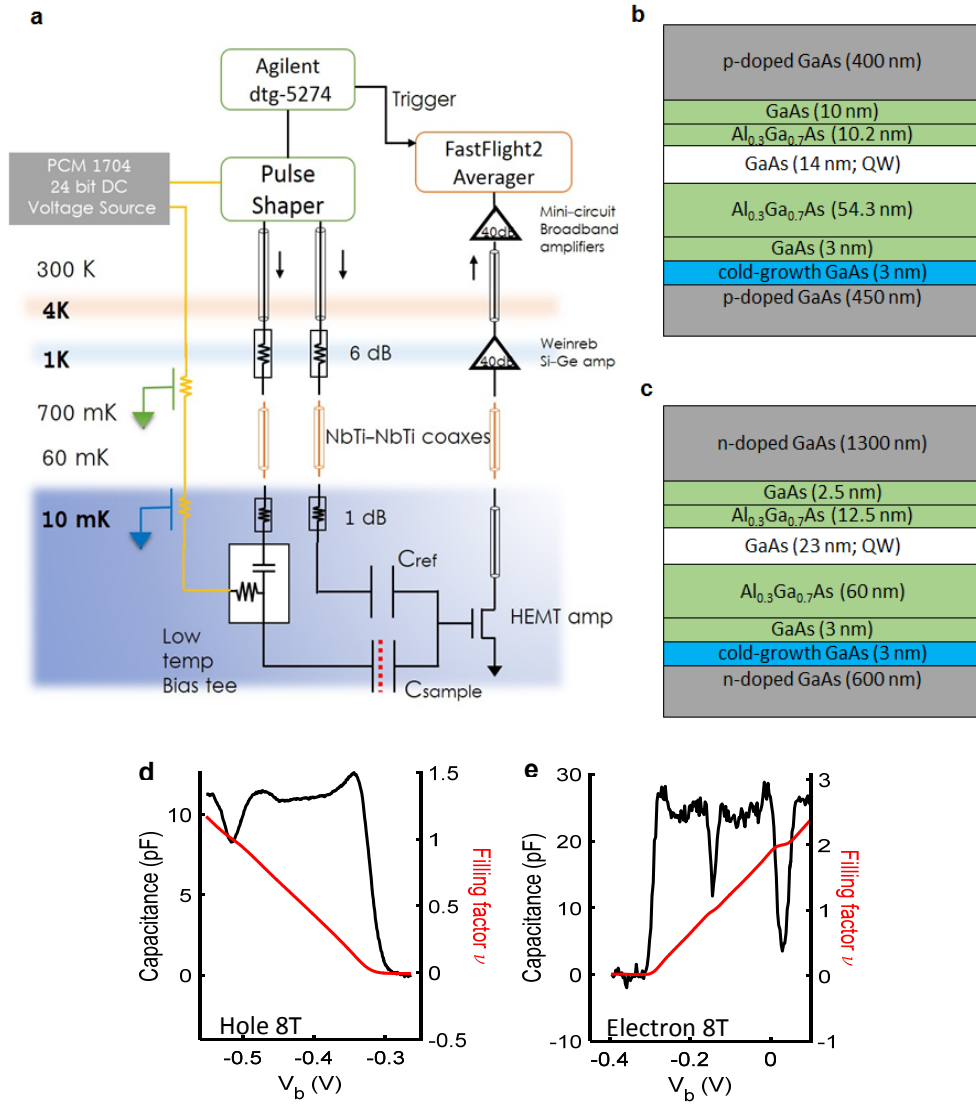 a
Agilent
dtg-5274
Trigger
PCM 1704
24 bit DC
Voltage Source
Pulse
Shaper
FastFlight2
Averager
40dB
Mini-circuit
Broadband
amplifiers
300 K
4K
1K
6 dB
40dB
Weinreb
Si-Ge amp
700 mK
NbTi-NbTi coaxes
60 mK
10 mK
1 dB
Cref
HEMT amp
Low
temp
Bias tee
Csample
b
p-doped GaAs (400 nm)
GaAs (10 nm)
Al0.3Ga0.7As (10.2 nm)
GaAs (14 nm; QW)
Al0.3Ga0.7As (54.3 nm)
GaAs (3 nm)
cold-growth GaAs (3 nm)
p-doped GaAs (450 nm)
c
n-doped GaAs (1300 nm)
GaAs (2.5 nm)
Al0.3Ga0.7As (12.5 nm)
GaAs (23 nm; QW)
Al0.3Ga0.7As (60 nm)
GaAs (3 nm)
cold-growth GaAs (3 nm)
n-doped GaAs (600 nm)
d
Capacitance (pF)
10
5
0
1.5
1
0.5
0
-0.5
Filling factor ν
Hole 8T
-0.5 -0.4 -0.3
Vb (V)
e
Capacitance (pF)
30
20
10
0
-10
3
2
1
0
-1
Filling factor ν
Electron 8T
-0.4 -0.2 0
Vb (V)